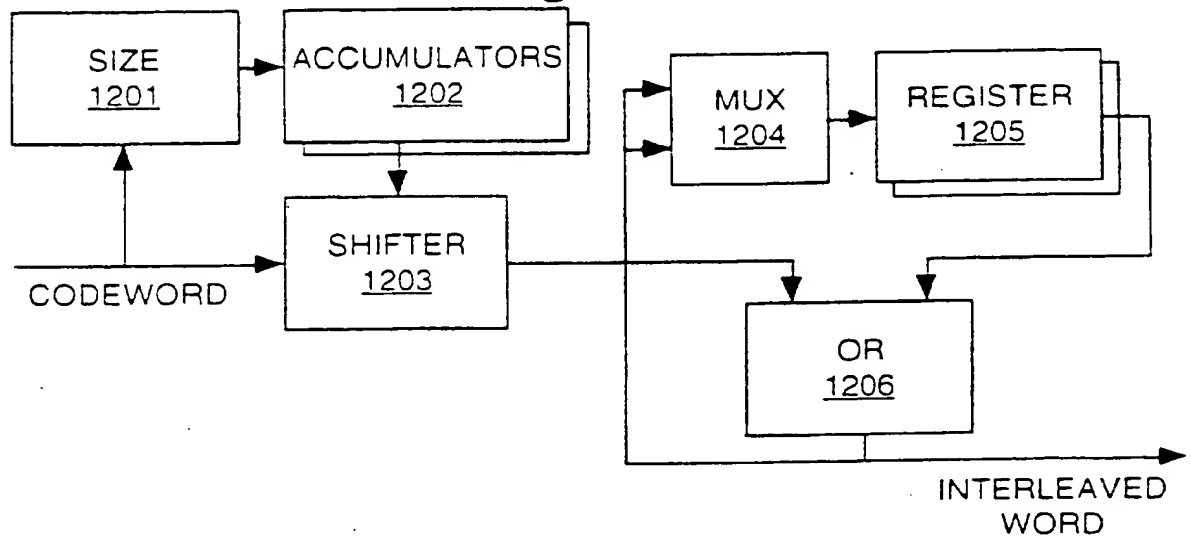 SIZE
1201
ACCUMULATORS
1202
MUX
1204
REGISTER
1205
SHIFTER
1203
CODEWORD
OR
1206
INTERLEAVED
WORD